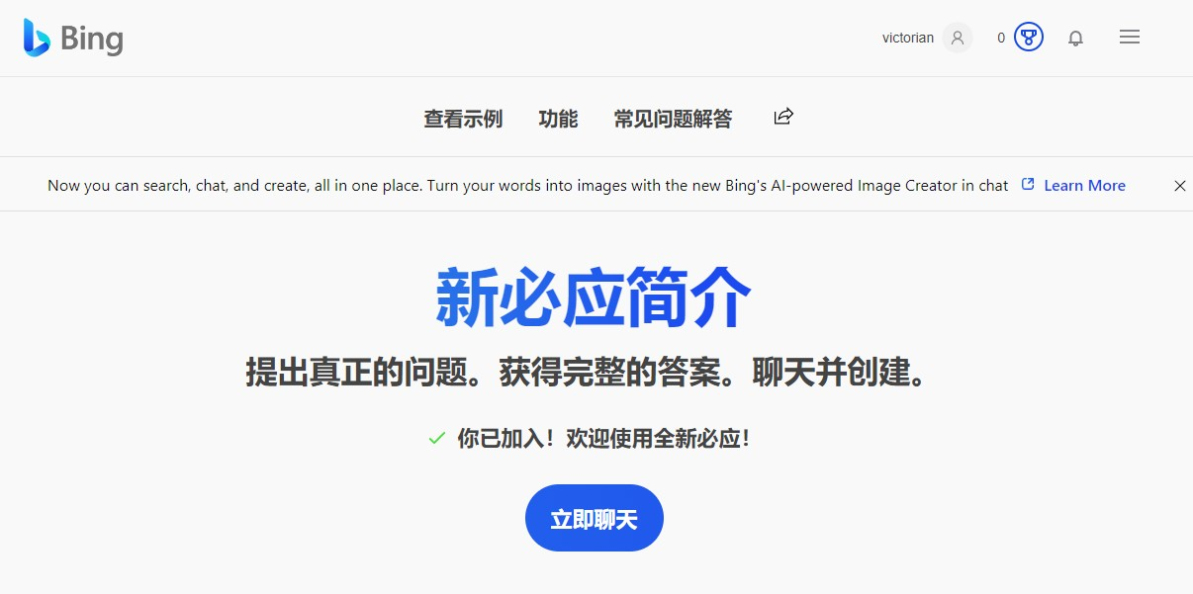 Bing
victorian 0
查看示例 功能 常见问题解答
Now you can search, chat, and create, all in one place. Turn your words into images with the new Bing's AI-powered Image Creator in chat Learn More
新必应简介
提出真正的问题。获得完整的答案。聊天并创建。
你已加入！欢迎使用全新必应！
立即聊天